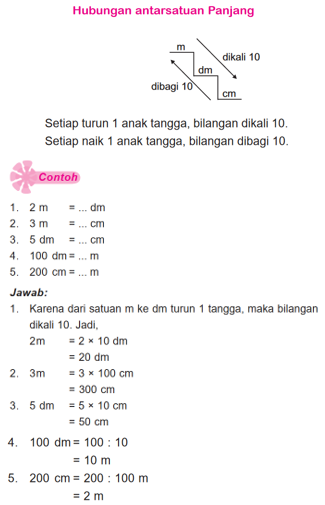 Hubungan antarsatuan Panjang
m
dikali 10
dm
dibagi 10
cm
Setiap turun 1 anak tangga, bilangan dikali 10.
Setiap naik 1 anak tangga, bilangan dibagi 10.
Contoh
1. 2 m = ... dm
2. 3 m = ... cm
3. 5 dm = ... cm
4. 100 dm = ... m
5. 200 cm = ... m
Jawab:
1. Karena dari satuan m ke dm turun 1 tangga, maka bilangan
dikali 10. Jadi,
2m = 2 × 10 dm
= 20 dm
2. 3m = 3 × 100 cm
= 300 cm
3. 5 dm = 5 × 10 cm
= 50 cm
4. 100 dm = 100 : 10
= 10 m
5. 200 cm = 200 : 100 m
= 2 m